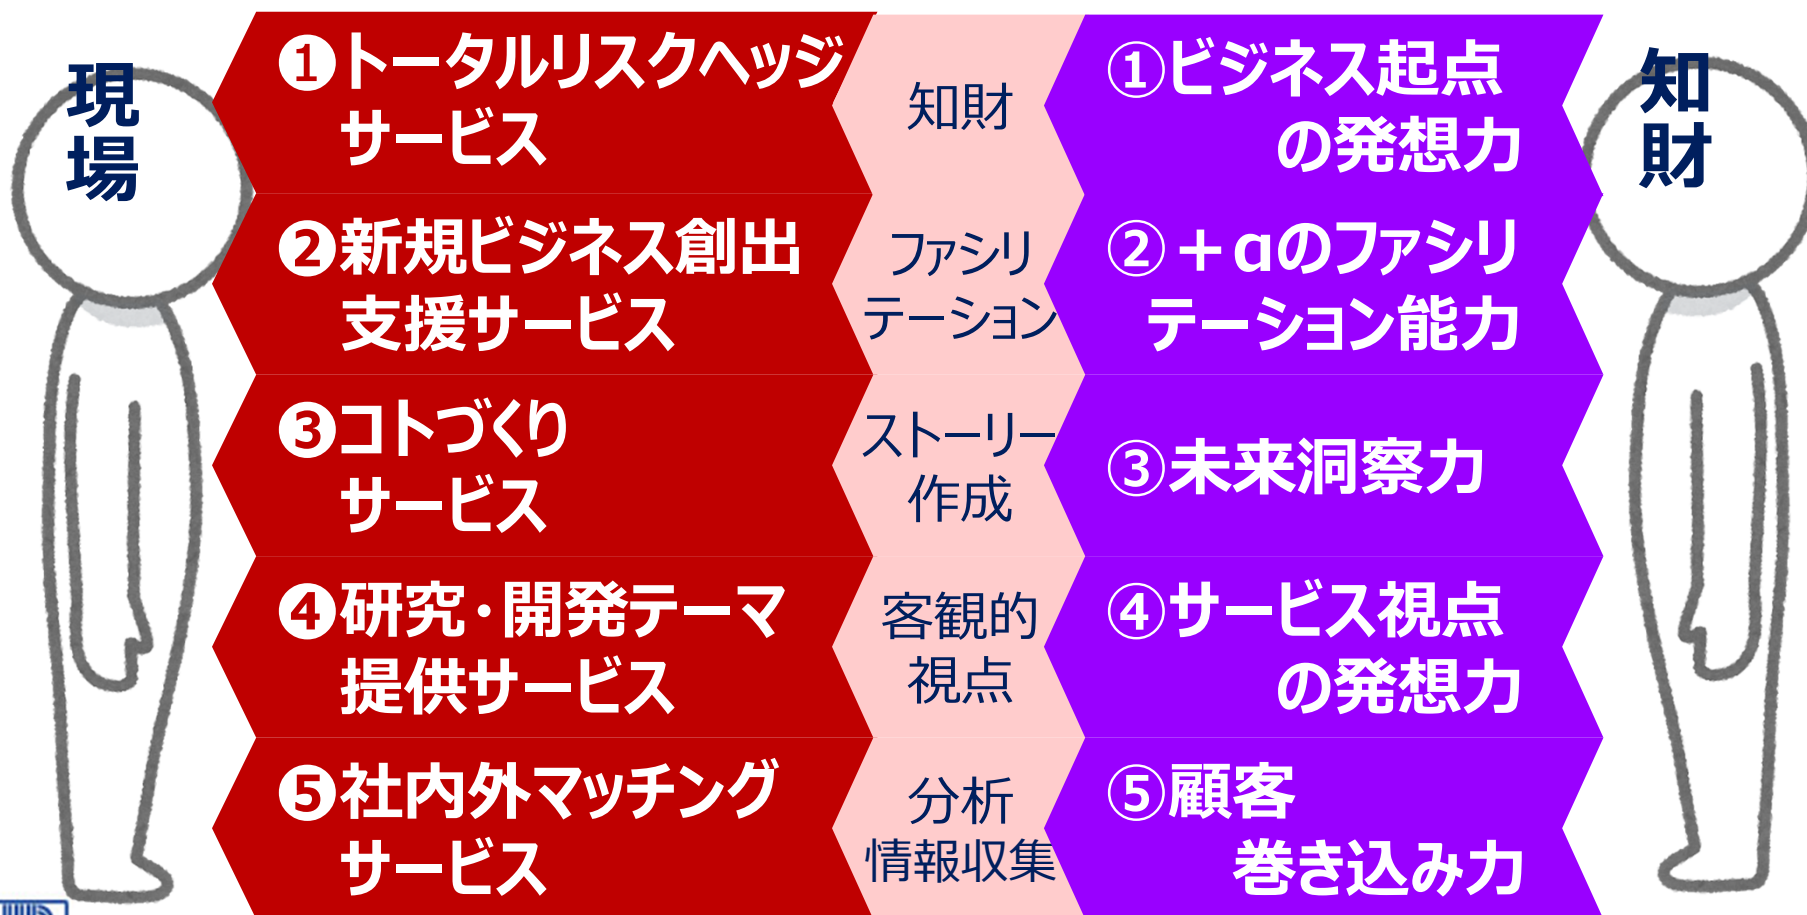 現
場
❶トータルリスクヘッジ
サービス
知財
①ビジネス起点
の発想力
知
財
❷新規ビジネス創出
支援サービス
ファシリ
テーション
②+αのファシリ
テーション能力
❸コトづくり
サービス
ストーリー
作成
③未来洞察力
❹研究・開発テーマ
提供サービス
客観的
視点
④サービス視点
の発想力
❺社内外マッチング
サービス
分析
情報収集
⑤顧客
巻き込み力